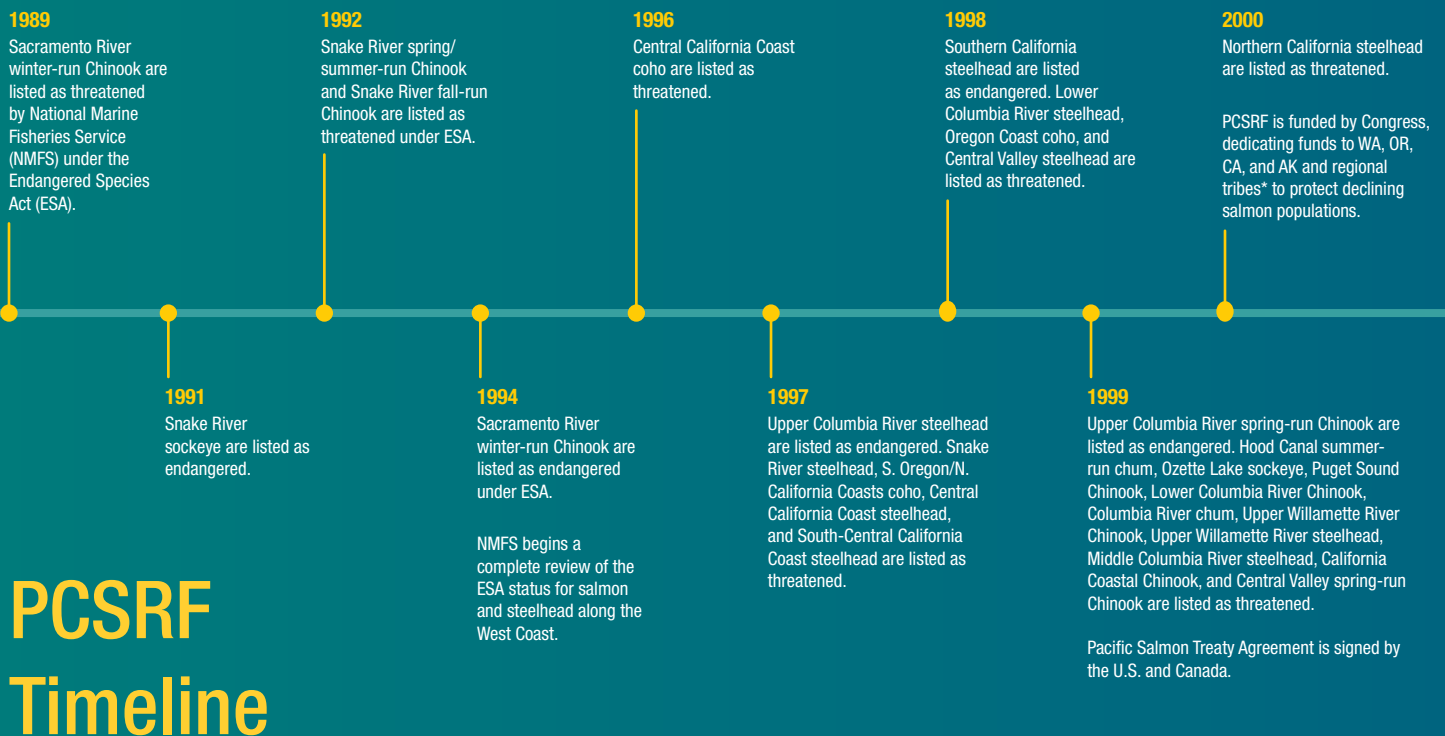 1989
Sacramento River
winter-run Chinook are
listed as threatened
by National Marine
Fisheries Service
(NMFS) under the
Endangered Species
Act (ESA).
1992
Snake River spring/
summer-run Chinook
and Snake River fall-run
Chinook are listed as
threatened under ESA.
1996
Central California Coast
coho are listed as
threatened.
1998
Southern California
steelhead are listed
as endangered. Lower
Columbia River steelhead,
Oregon Coast coho, and
Central Valley steelhead are
listed as threatened.
2000
Northern California steelhead
are listed as threatened.
PCSRF is funded by Congress,
dedicating funds to WA, OR,
CA, and AK and regional
tribes* to protect declining
salmon populations.
1991
Snake River
sockeye are listed as
endangered.
1994
Sacramento River
winter-run Chinook are
listed as endangered
under ESA.
NMFS begins a
complete review of the
ESA status for salmon
and steelhead along the
West Coast.
1997
Upper Columbia River steelhead
are listed as endangered. Snake
River steelhead, S. Oregon/N.
California Coasts coho, Central
California Coast steelhead,
and South-Central California
Coast steelhead are listed as
threatened.
1999
Upper Columbia River spring-run Chinook are
listed as endangered. Hood Canal summer-
run chum, Ozette Lake sockeye, Puget Sound
Chinook, Lower Columbia River Chinook,
Columbia River chum, Upper Willamette River
Chinook, Upper Willamette River steelhead,
Middle Columbia River steelhead, California
Coastal Chinook, and Central Valley spring-run
Chinook are listed as threatened.
Pacific Salmon Treaty Agreement is signed by
the U.S. and Canada.
PCSRF
Timeline